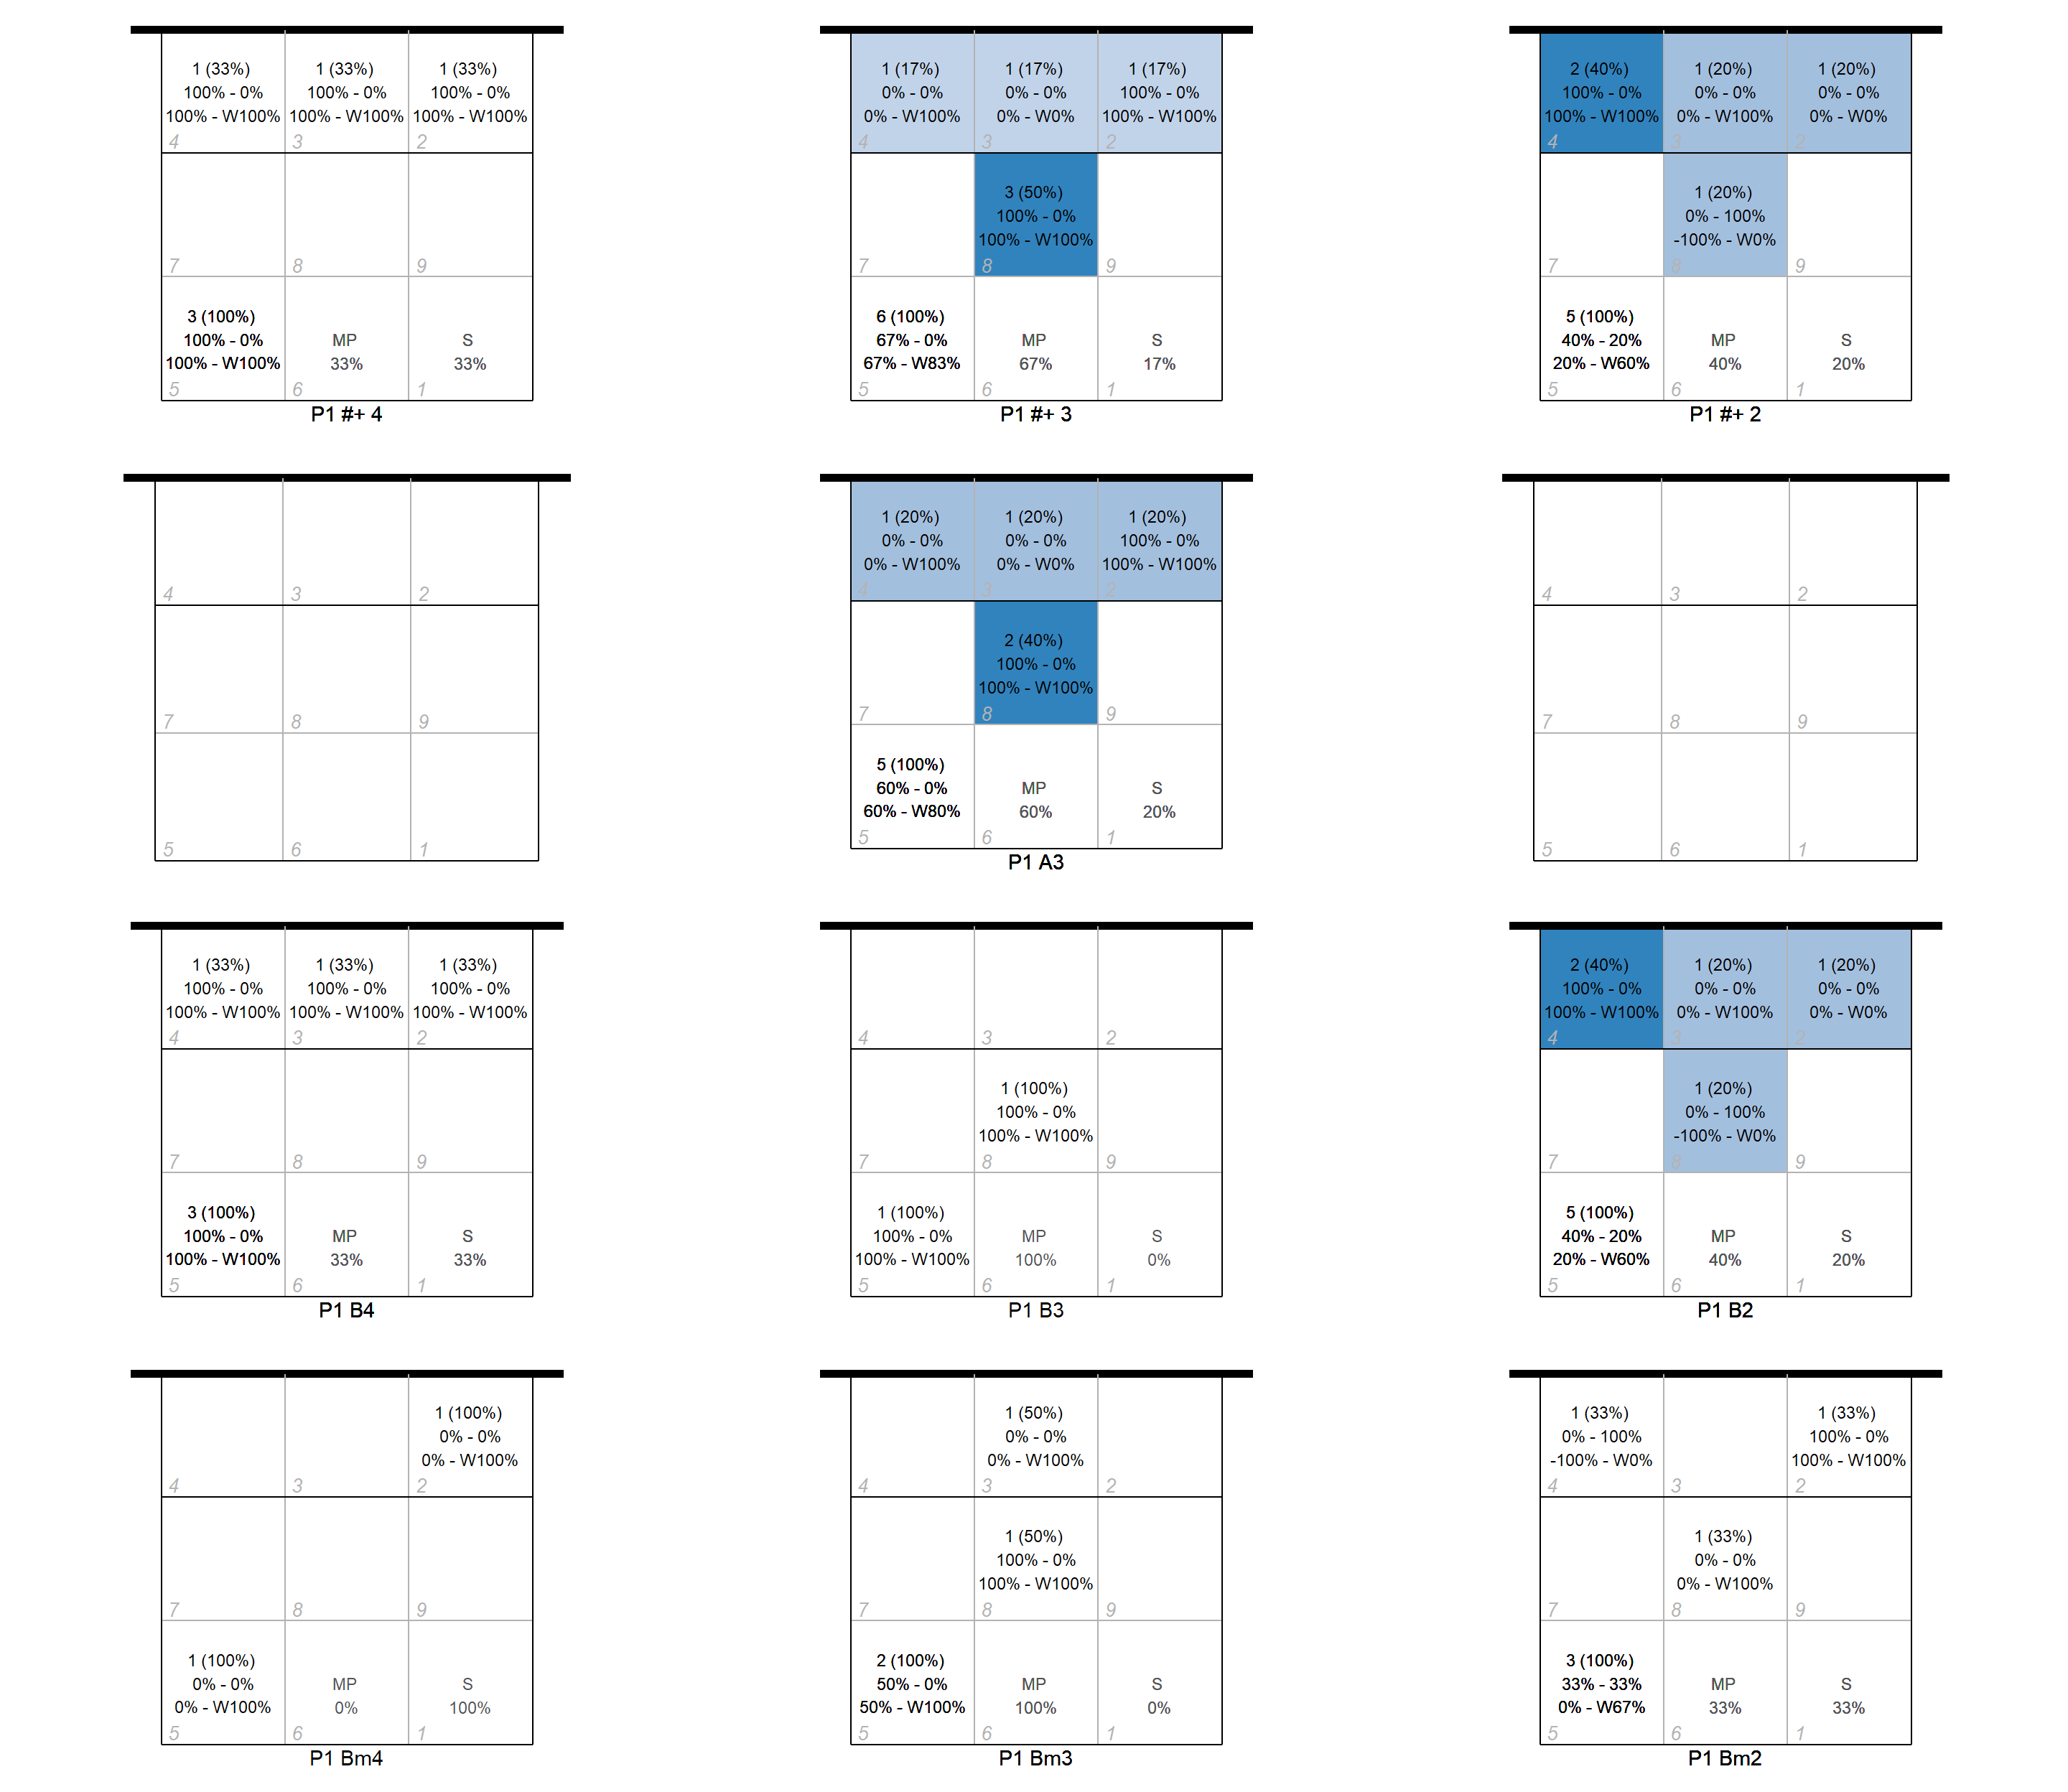 1 (33%) 1 (33%) 1 (33%)
100% - 0% 100% - 0% 100% - 0%
100% - W100% 100% - W100% 100% - W100%
4 3 2
7 8 9
3 (100%)
100% - 0% MP S
100% - W100% 33% 33%
5 6 1
P1 #+ 4
1 (17%) 1 (17%) 1 (17%)
0% - 0% 0% - 0% 100% - 0%
0% - W100% 0% - W0% 100% - W100%
4 3 2
3 (50%)
100% - 0%
100% - W100%
7 8 9
6 (100%)
67% - 0% MP S
67% - W83% 67% 17%
5 6 1
P1 #+ 3
2 (40%) 1 (20%) 1 (20%)
100% - 0% 0% - 0% 0% - 0%
100% - W100% 0% - W100% 0% - W0%
4 3 2
1 (20%)
0% - 100%
-100% - W0%
7 8 9
5 (100%)
40% - 20% MP S
20% - W60% 40% 20%
5 6 1
P1 #+ 2
4 3 2
7 8 9
5 6 1
1 (20%) 1 (20%) 1 (20%)
0% - 0% 0% - 0% 100% - 0%
0% - W100% 0% - W0% 100% - W100%
4 3 2
2 (40%)
100% - 0%
100% - W100%
7 8 9
5 (100%)
60% - 0% MP S
60% - W80% 60% 20%
5 6 1
P1 A3
4 3 2
7 8 9
5 6 1
1 (33%) 1 (33%) 1 (33%)
100% - 0% 100% - 0% 100% - 0%
100% - W100% 100% - W100% 100% - W100%
4 3 2
7 8 9
3 (100%)
100% - 0% MP S
100% - W100% 33% 33%
5 6 1
P1 B4
4 3 2
1 (100%)
100% - 0%
100% - W100%
7 8 9
1 (100%)
100% - 0% MP S
100% - W100% 100% 0%
5 6 1
P1 B3
2 (40%) 1 (20%) 1 (20%)
100% - 0% 0% - 0% 0% - 0%
100% - W100% 0% - W100% 0% - W0%
4 3 2
1 (20%)
0% - 100%
-100% - W0%
7 8 9
5 (100%)
40% - 20% MP S
20% - W60% 40% 20%
5 6 1
P1 B2
1 (100%)
0% - 0%
0% - W100%
4 3 2
7 8 9
1 (100%)
0% - 0% MP S
0% - W100% 0% 100%
5 6 1
P1 Bm4
1 (50%)
0% - 0%
0% - W100%
4 3 2
1 (50%)
100% - 0%
100% - W100%
7 8 9
2 (100%)
50% - 0% MP S
50% - W100% 100% 0%
5 6 1
P1 Bm3
1 (33%) 1 (33%)
0% - 100% 100% - 0%
-100% - W0% 100% - W100%
4 3 2
1 (33%)
0% - 0%
0% - W100%
7 8 9
3 (100%)
33% - 33% MP S
0% - W67% 33% 33%
5 6 1
P1 Bm2